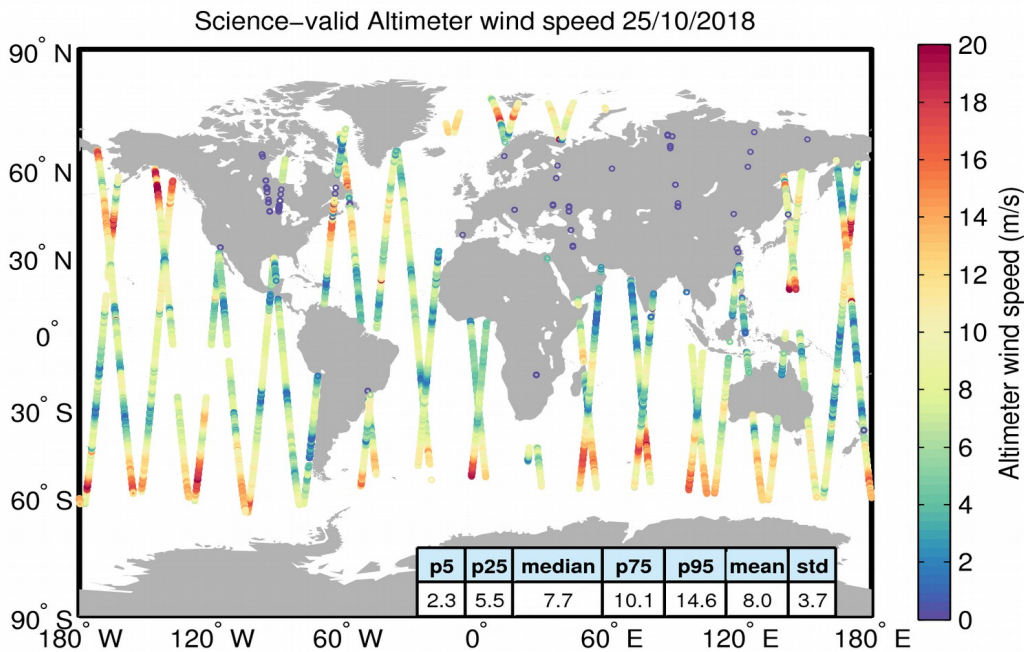 Science−valid Altimeter wind speed 25/10/2018
90° N
60° N
30° N
0°
30° S
60° S
90° S
180° W
120° W
60° W
0°
60° E
120° E
180° E
p5 p25 median p75 p95 mean std
2.3 5.5 7.7 10.1 14.6 8.0 3.7
20
18
16
14
12
10
8
6
4
2
0
Altimeter wind speed (m/s)